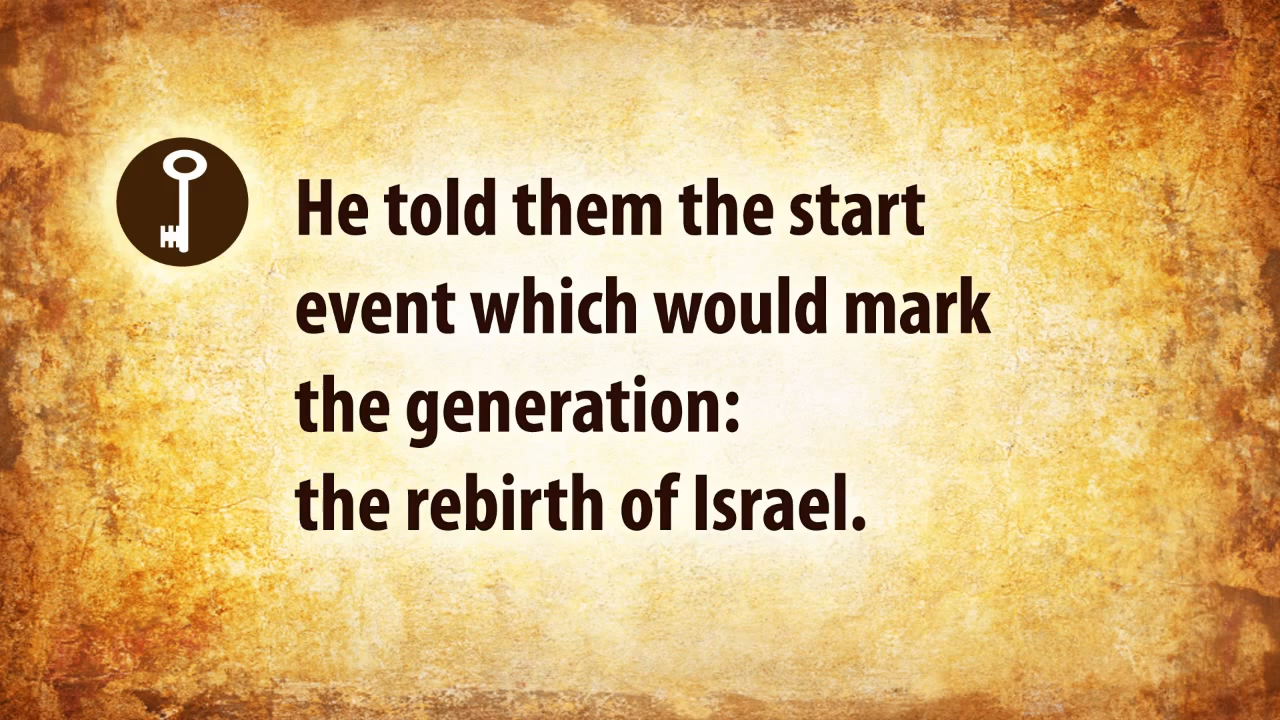 He told them the start
event which would mark
the generation:
the rebirth of Israel.